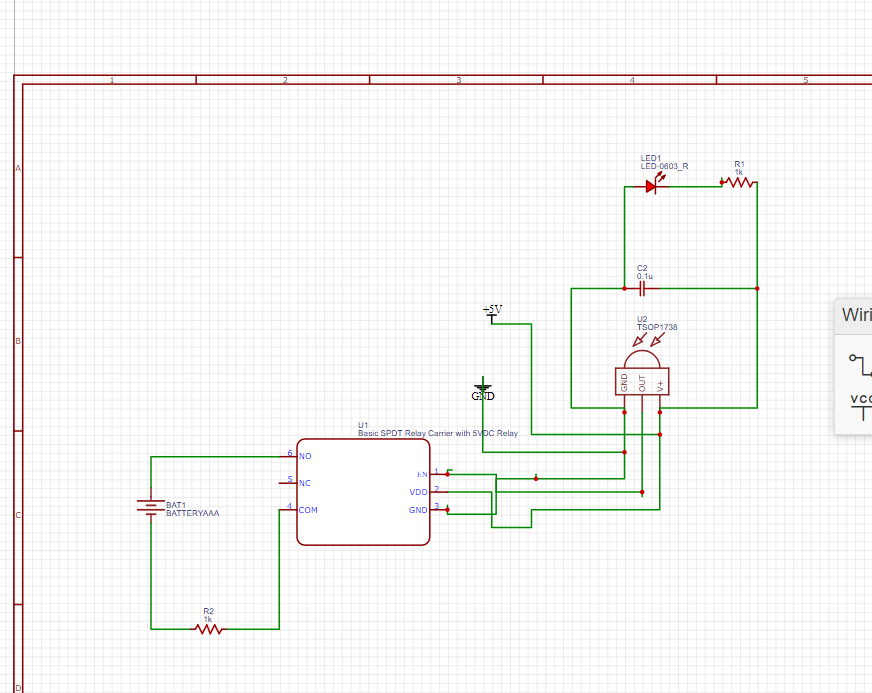 1 2 3 4 5
A
LED1
LED-0603_R
R1
1k
C2
0.1u
Wiri
+5V
U2
TSOP1738
B
GND
OUT
V+
VCC
GND
U1
Basic SPDT Relay Carrier with 5VDC Relay
6 NO
EN 1
5 NC
VDD 2
4 COM
GND 3
BAT1
BATTERYAAA
C
R2
1k
D